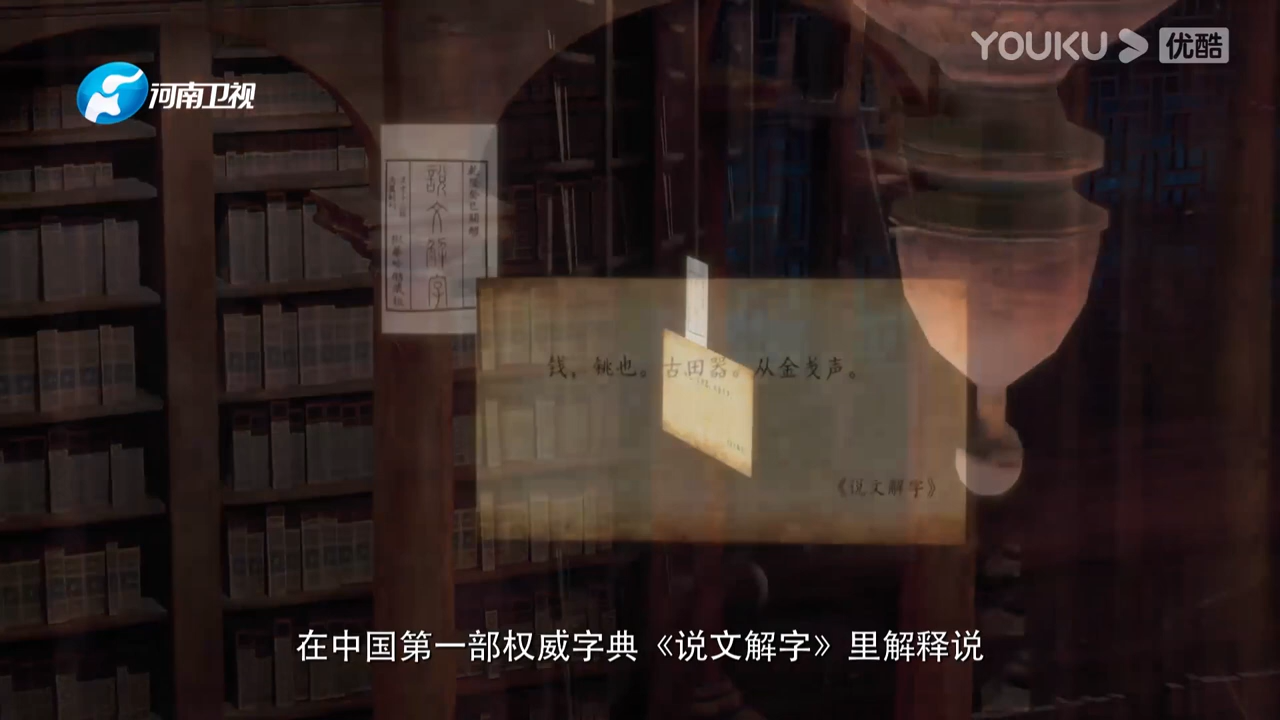 河南卫视
YOUKU 优酷
說文解字
钱，铫也。古田器。从金戋声。
《说文解字》
在中国第一部权威字典《说文解字》里解释说